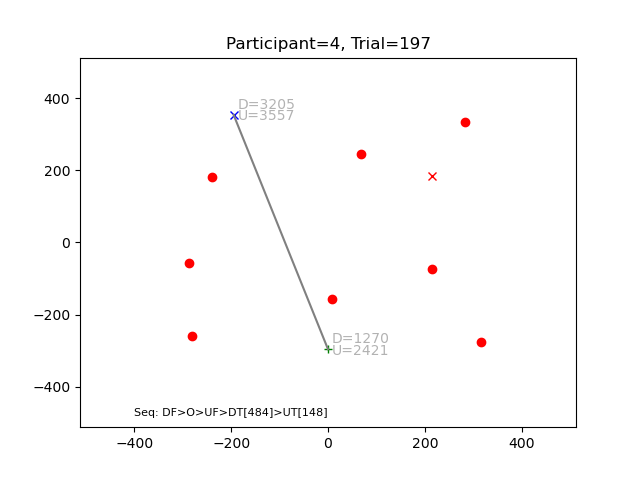 Participant=4, Trial=197
D=3205
U=3557
D=1270
U=2421
Seq: DF>O>UF>DT[484]>UT[148]
400
200
0
−200
−400
−400
−200
0
200
400